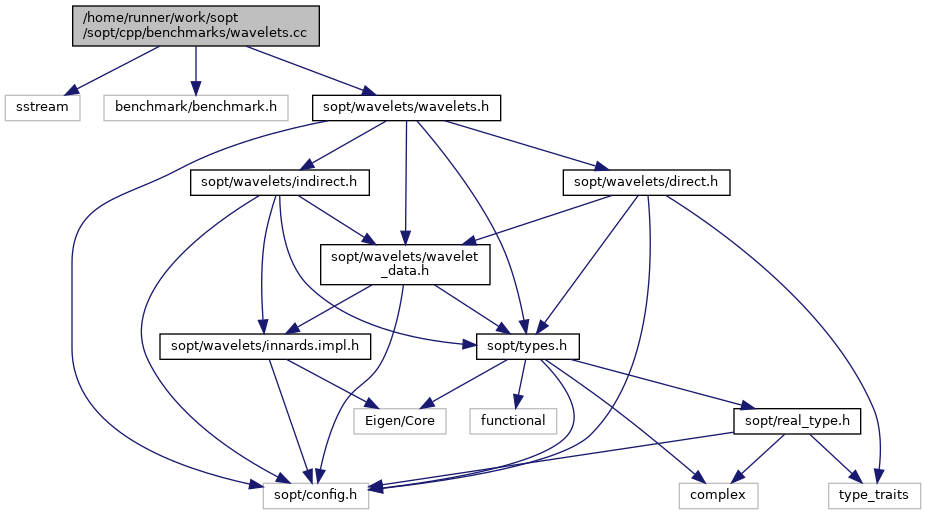 /home/runner/work/sopt
/sopt/cpp/benchmarks/wavelets.cc
sstream
benchmark/benchmark.h
sopt/wavelets/wavelets.h
sopt/wavelets/indirect.h
sopt/wavelets/direct.h
sopt/wavelets/wavelet
_data.h
sopt/wavelets/innards.impl.h
sopt/types.h
Eigen/Core
functional
sopt/real_type.h
sopt/config.h
complex
type_traits